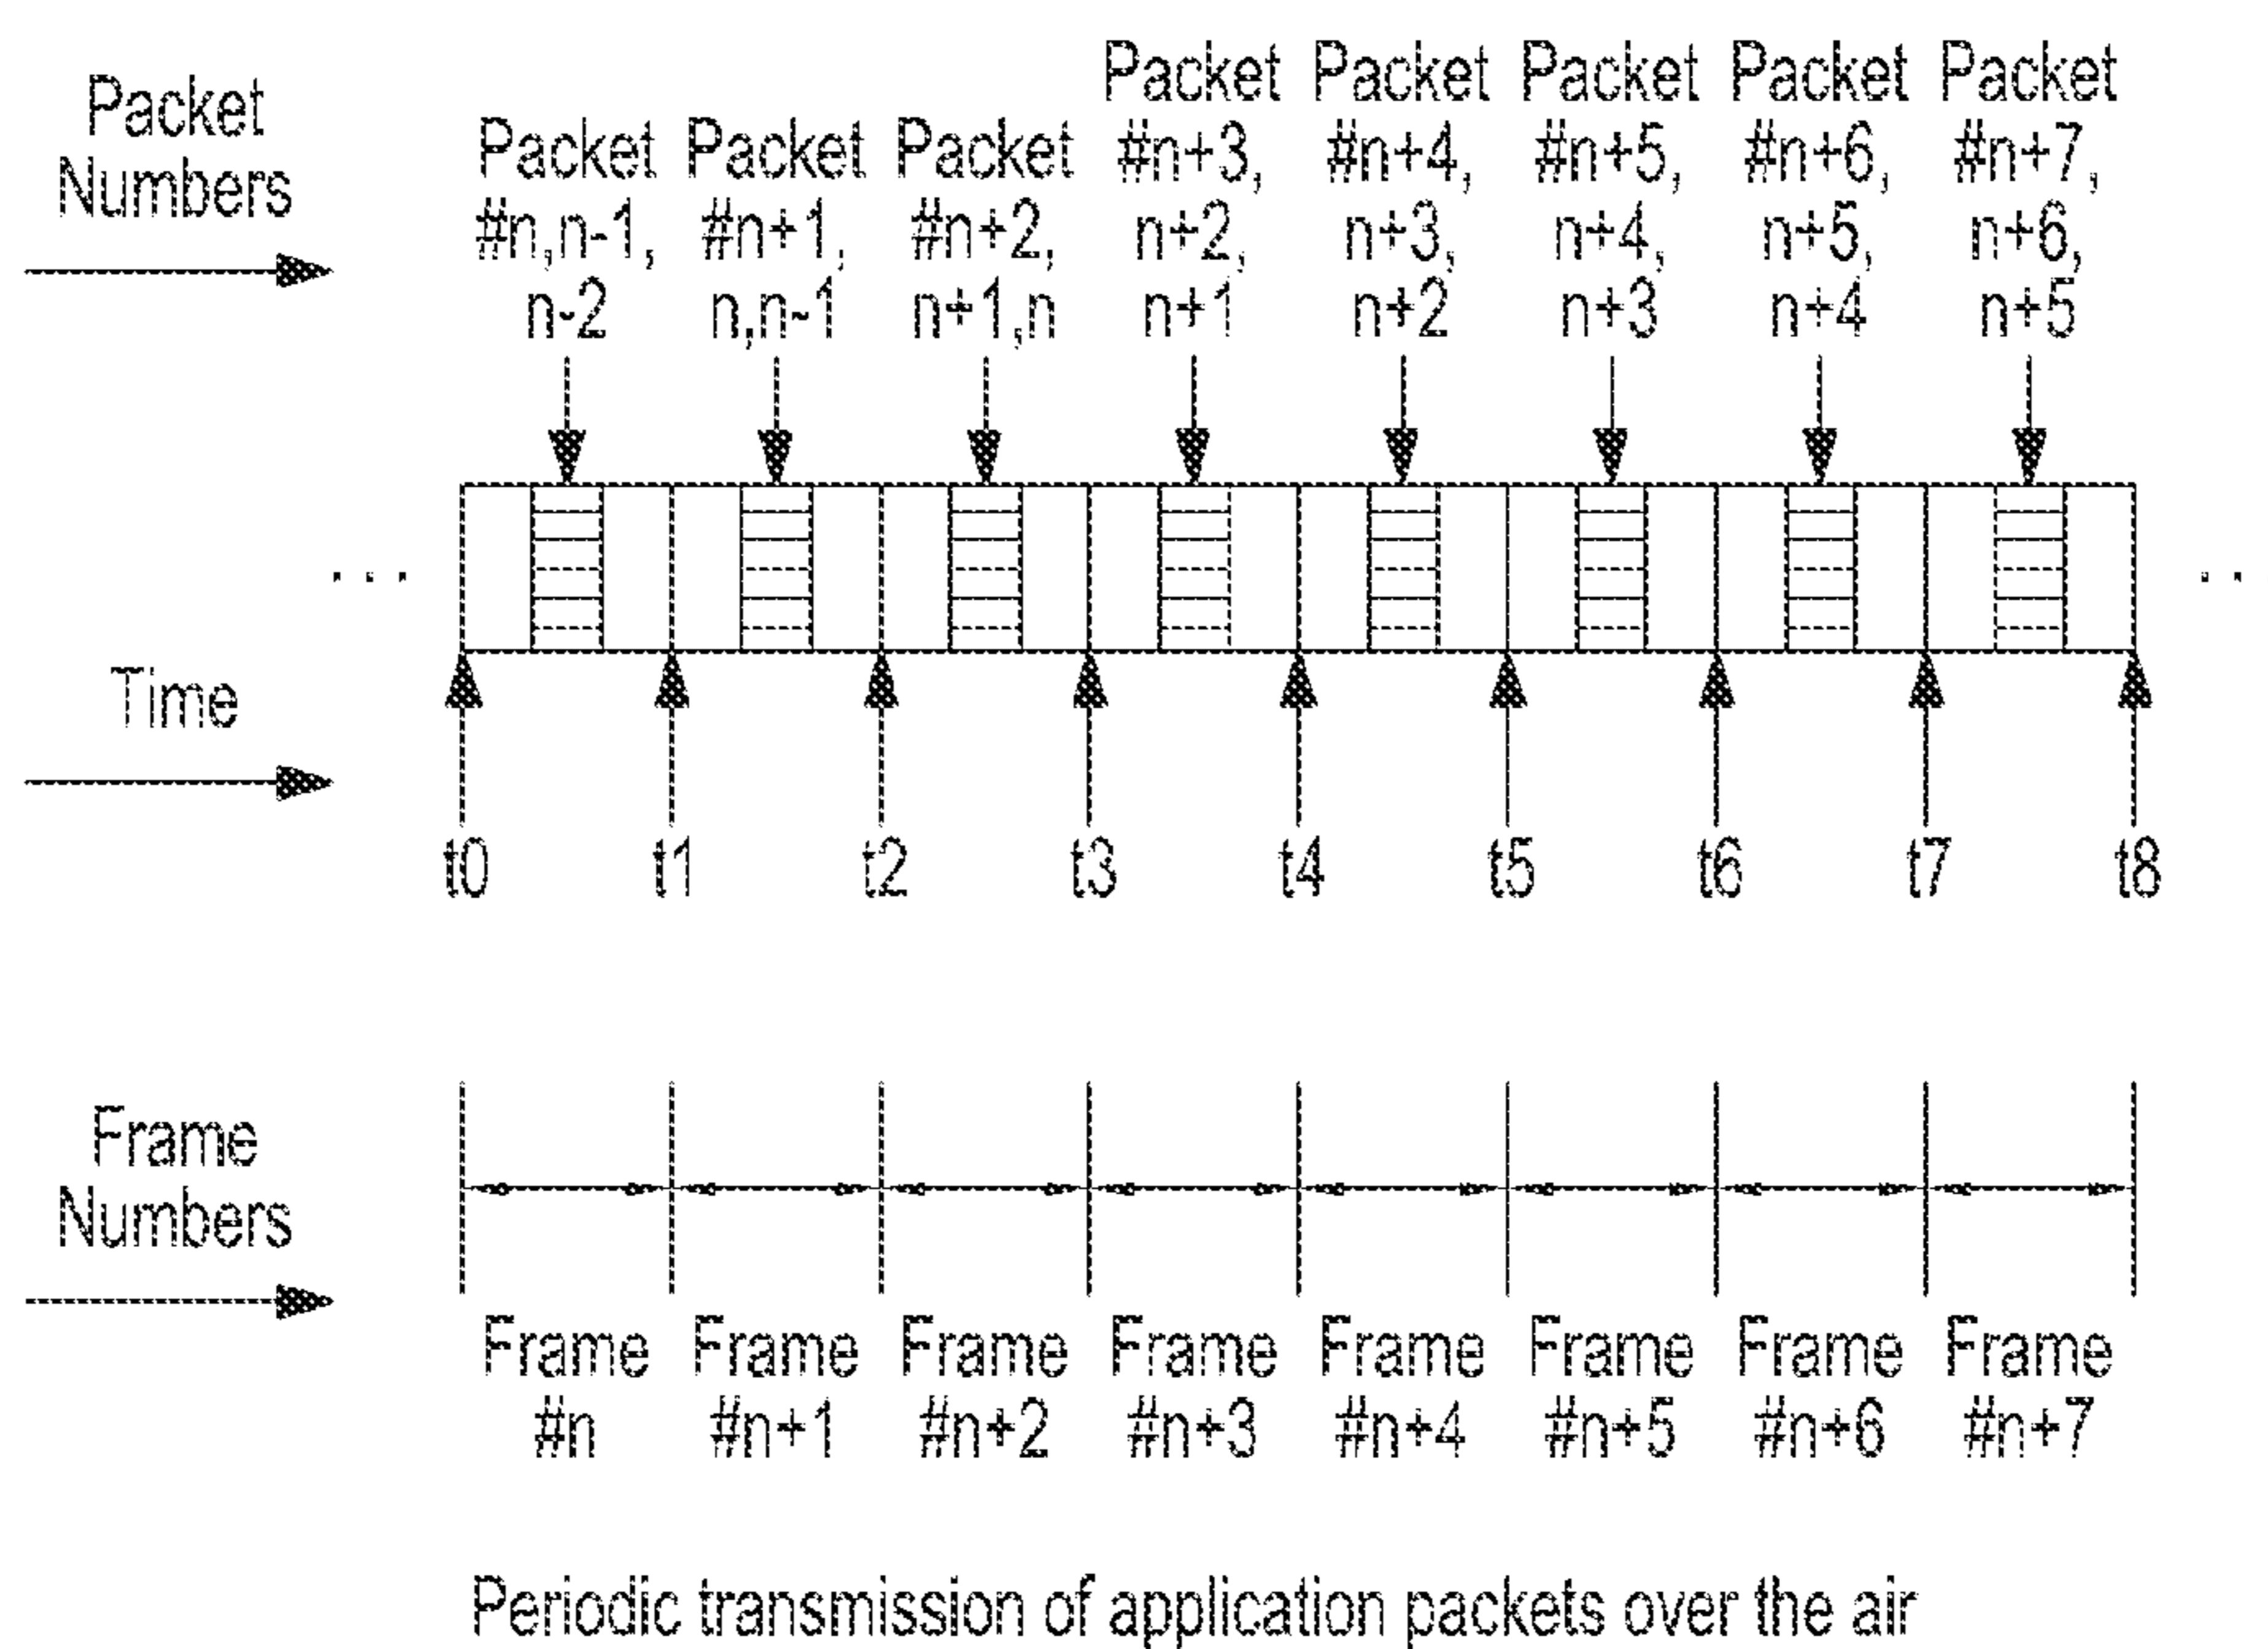 Packet
Numbers
Packet
#n,n-1,
n-2
Packet
#n+1,
n,n-1
Packet
#n+2,
n+1,n
Packet
#n+3,
n+2,
n+1
Packet
#n+4,
n+3,
n+2
Packet
#n+5,
n+4,
n+3
Packet
#n+6,
n+5,
n+4
Packet
#n+7,
n+6,
n+5
. . .
. .
Time
t0 t1 t2 t3 t4 t5 t6 t7 t8
Frame
Numbers
Frame
#n
Frame
#n+1
Frame
#n+2
Frame
#n+3
Frame
#n+4
Frame
#n+5
Frame
#n+6
Frame
#n+7
Periodic transmission of application packets over the air